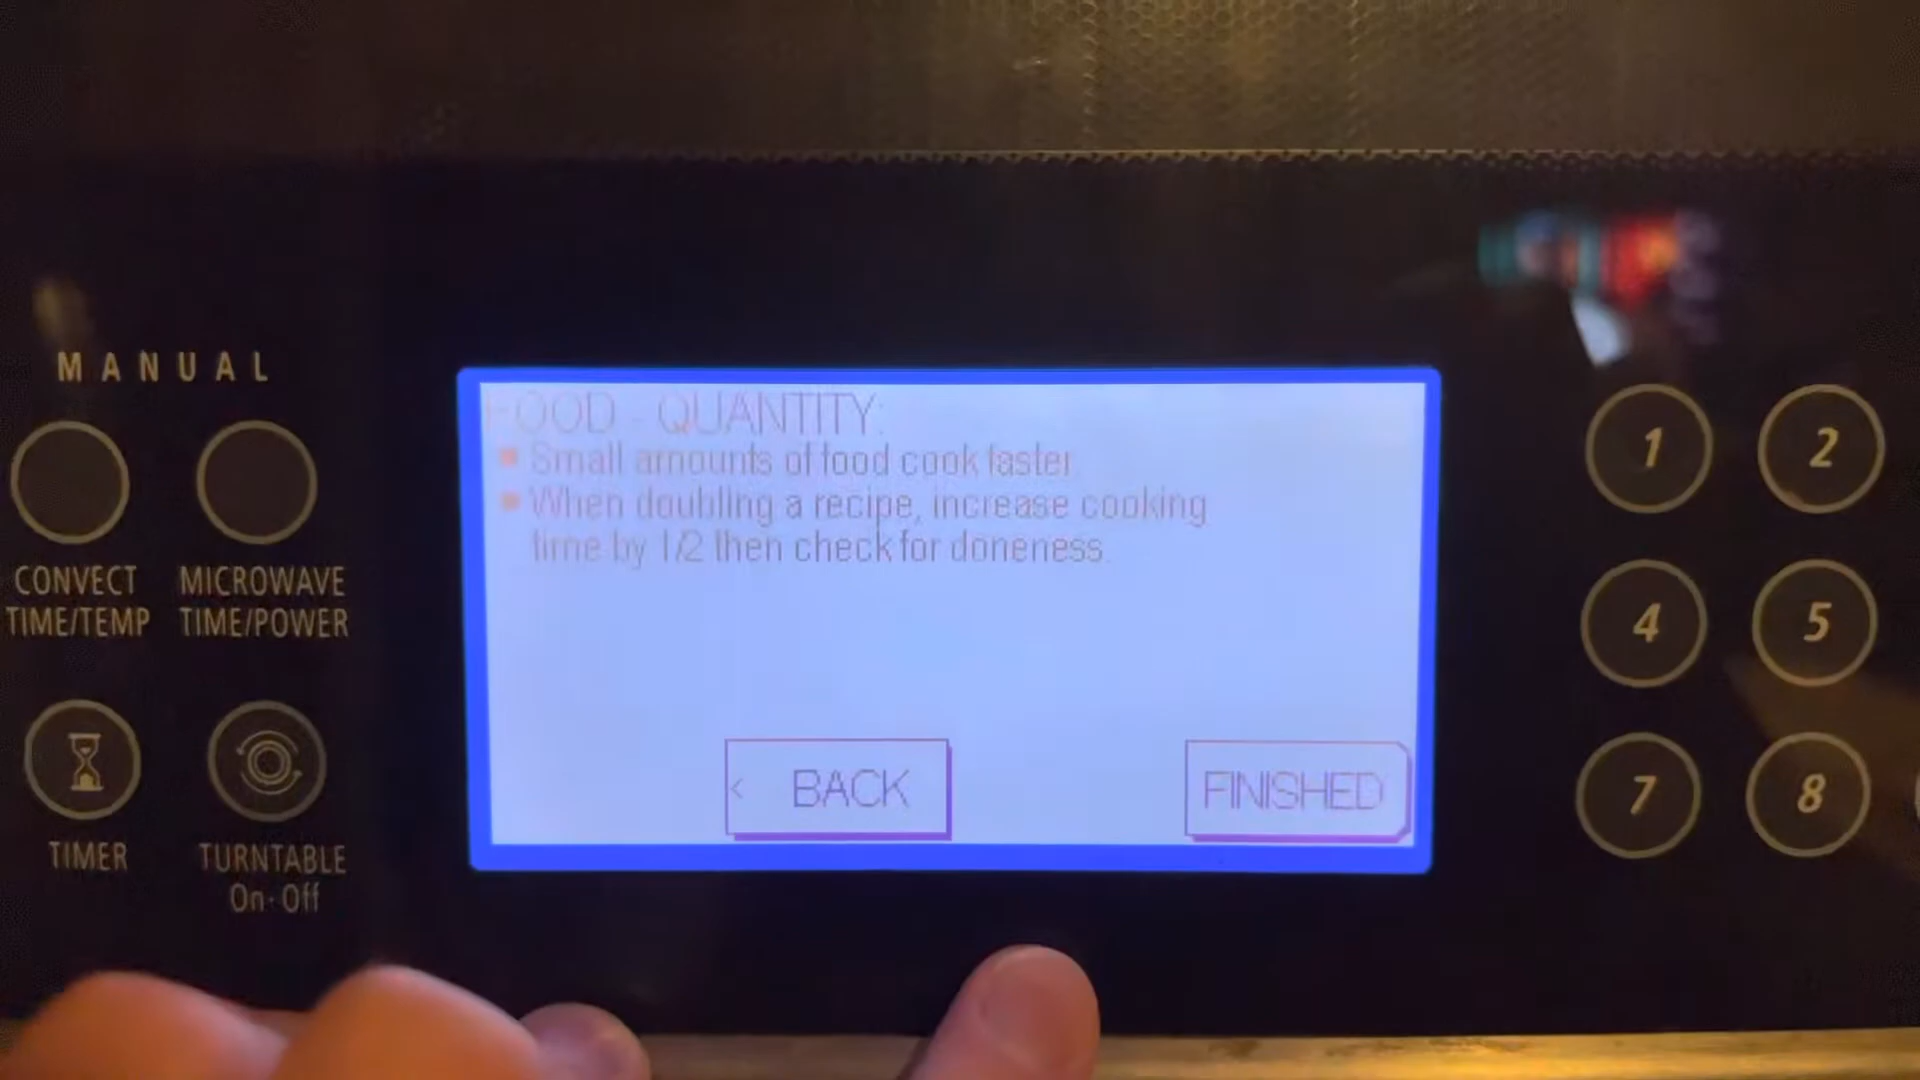 MANUAL
CONVECT
TIME/TEMP
MICROWAVE
TIME/POWER
TIMER
TURNTABLE
On·Off
FOOD - QUANTITY:
Small amounts of food cook faster.
When doubling a recipe, increase cooking
time by 1/2 then check for doneness.
< BACK
FINISHED
1 2
4 5
7 8